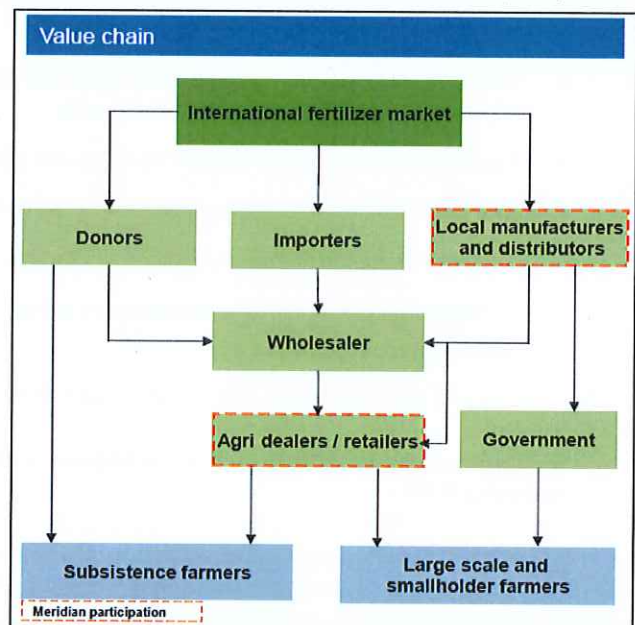 Value chain
International fertilizer market
Donors
Importers
Local manufacturers
and distributors
Wholesaler
Agri dealers / retailers
Government
Subsistence farmers
Large scale and
smallholder farmers
Meridian participation